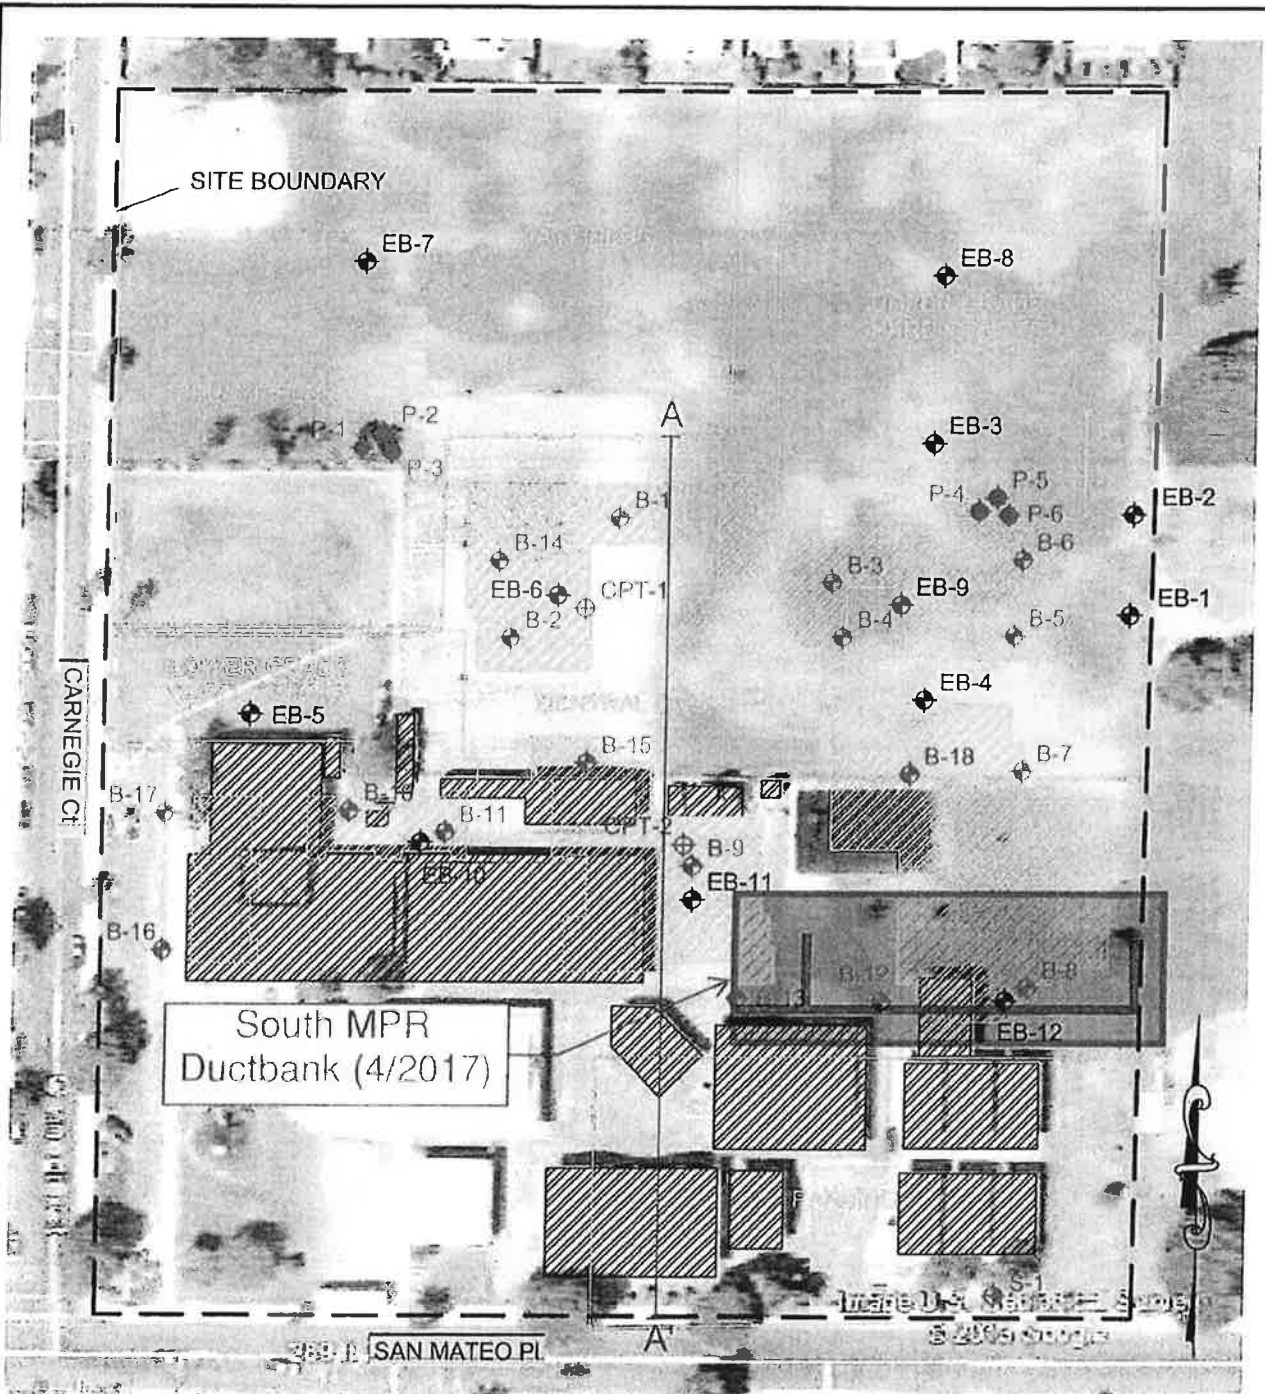 SITE BOUNDARY
EB-7
EB-8
A
P-2
P-1
P-3
EB-3
P-5
P-4
P-6
EB-2
B-1
B-14
B-6
B-3
EB-6
CPT-1
EB-9
EB-1
B-2
B-4
B-5
CARNEGIE Ct
EB-4
EB-5
B-15
B-18
B-7
B-17
B-11
CPT-2
B-9
EB-10
EB-11
B-16
B-12
B-8
South MPR
Ductbank (4/2017)
EB-12
S-1
A'
SAN MATEO Pl